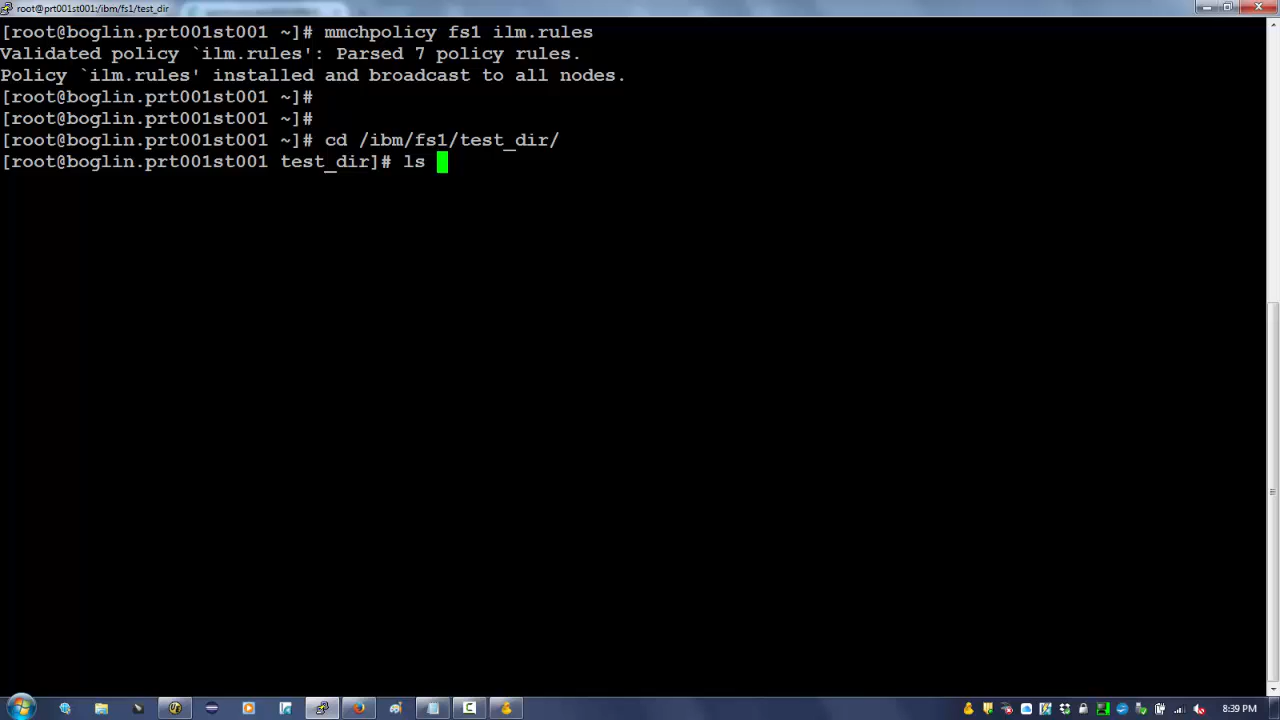 root@prt001st001:/ibm/fs1/test_dir
[root@boglin.prt001st001 ~]# mmchpolicy fs1 ilm.rules
Validated policy `ilm.rules': Parsed 7 policy rules.
Policy `ilm.rules' installed and broadcast to all nodes.
[root@boglin.prt001st001 ~]#
[root@boglin.prt001st001 ~]#
[root@boglin.prt001st001 ~]# cd /ibm/fs1/test_dir/
[root@boglin.prt001st001 test_dir]# ls
8:39 PM